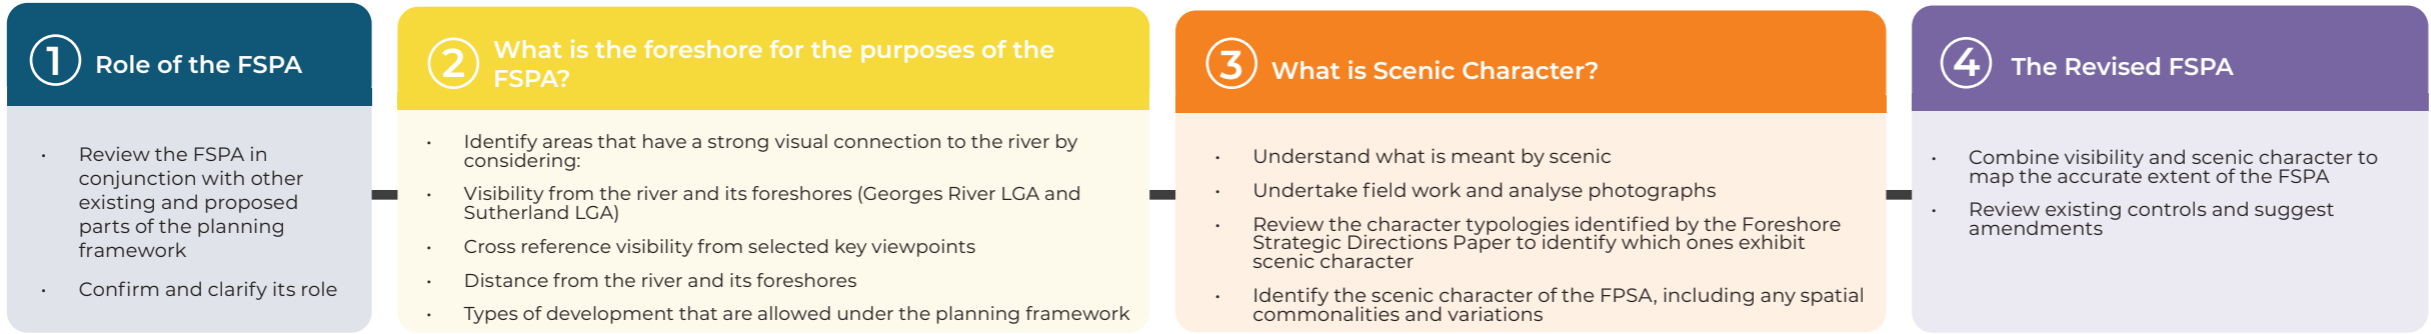 1 Role of the FSPA
• Review the FSPA in
conjunction with other
existing and proposed
parts of the planning
framework
• Confirm and clarify its role
2 What is the foreshore for the purposes of the
FSPA?
• Identify areas that have a strong visual connection to the river by
considering:
• Visibility from the river and its foreshores (Georges River LGA and
Sutherland LGA)
• Cross reference visibility from selected key viewpoints
• Distance from the river and its foreshores
• Types of development that are allowed under the planning framework
3 What is Scenic Character?
• Understand what is meant by scenic
• Undertake field work and analyse photographs
• Review the character typologies identified by the Foreshore
Strategic Directions Paper to identify which ones exhibit
scenic character
• Identify the scenic character of the FPSA, including any spatial
commonalities and variations
4 The Revised FSPA
• Combine visibility and scenic character to
map the accurate extent of the FSPA
• Review existing controls and suggest
amendments